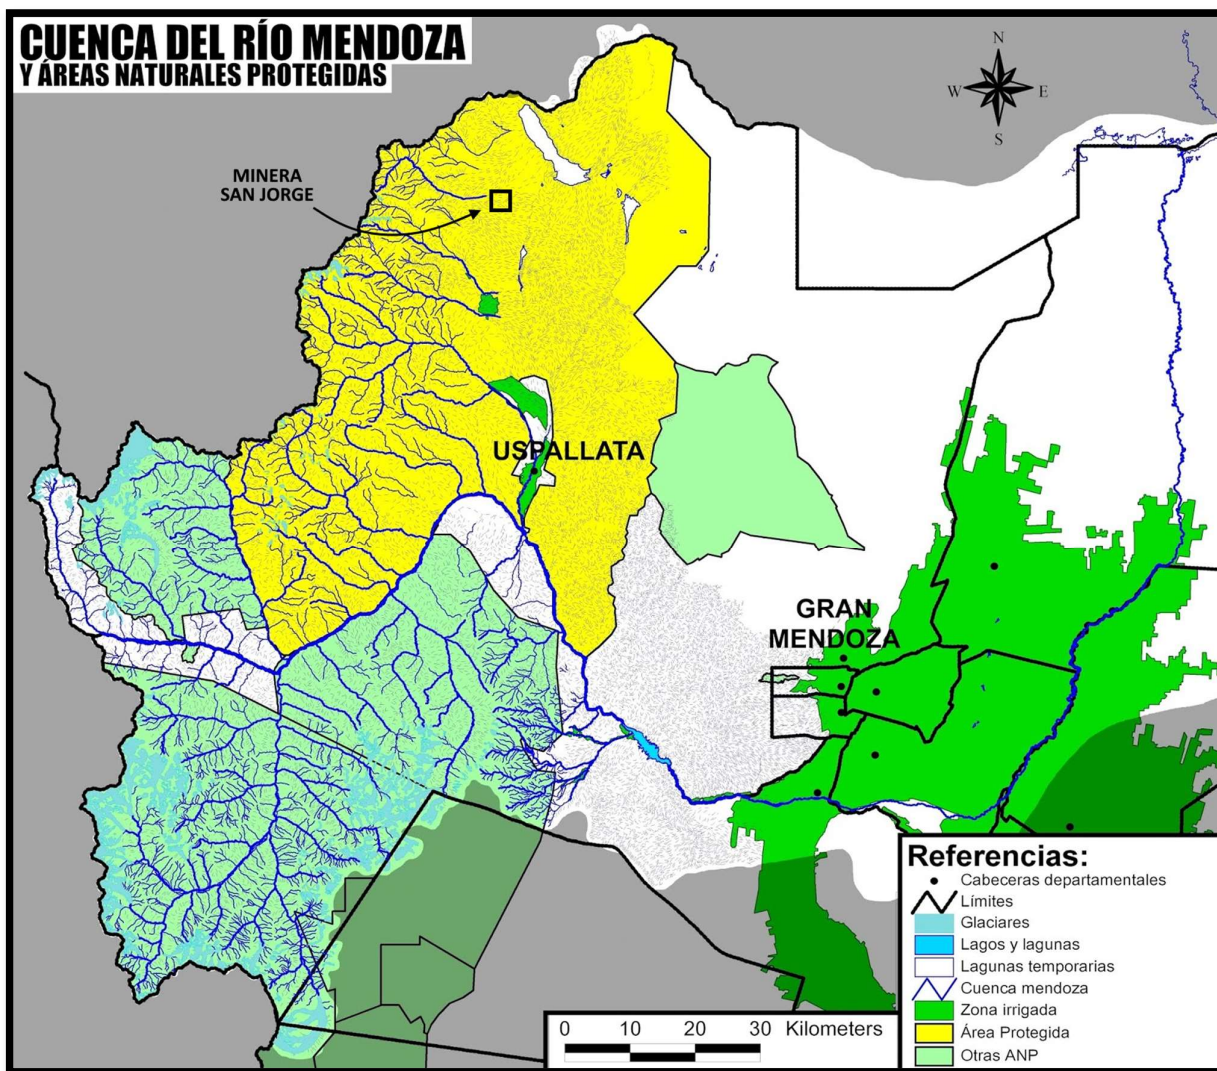 CUENCA DEL RÍO MENDOZA
Y ÁREAS NATURALES PROTEGIDAS
N
W
E
S
MINERA
SAN JORGE
USPALLATA
GRAN
MENDOZA
Referencias:
Cabeceras departamentales
Límites
Glaciares
Lagos y lagunas
Lagunas temporarias
Cuenca mendoza
Zona irrigada
Área Protegida
Otras ANP
0 10 20 30 Kilometers